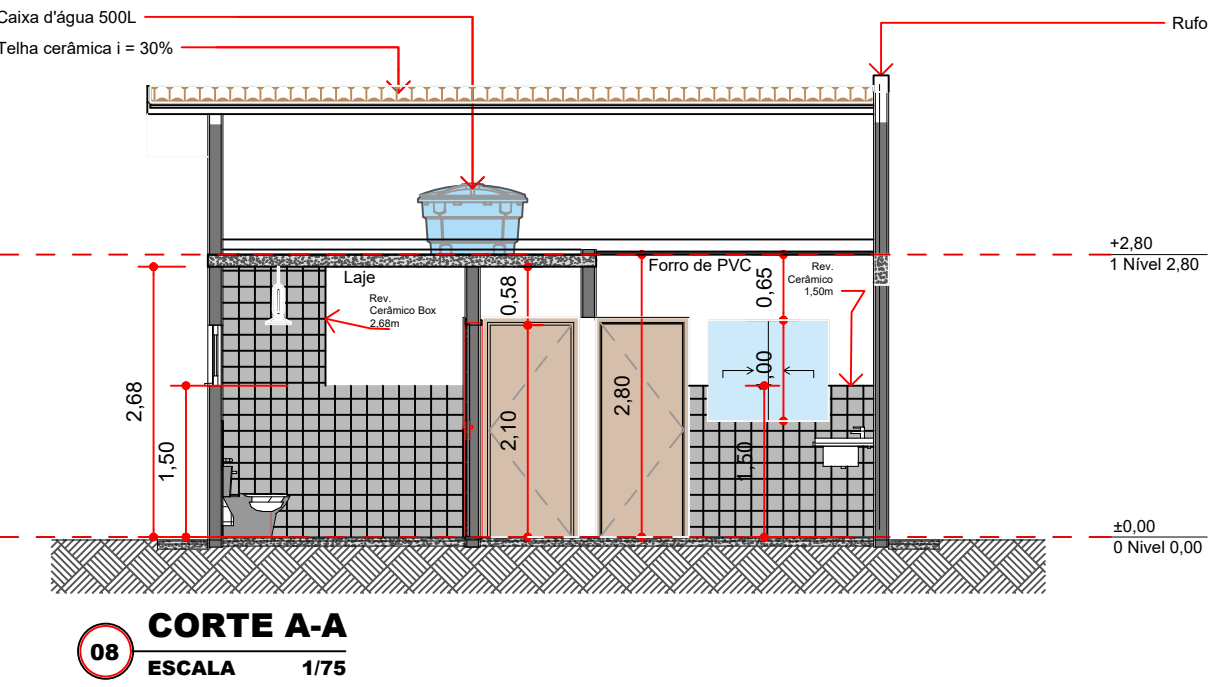 Caixa d'água 500L
Telha cerâmica i = 30%
Rufo
+2,80
1 Nível 2,80
Laje
Forro de PVC
Rev.
Cerâmico Box
2,68m
Rev.
Cerâmico
1,50m
0,58
0,65
2,68
1,50
2,10
2,80
,00
1,50
±0,00
0 Nível 0,00
08
CORTE A-A
ESCALA 1/75